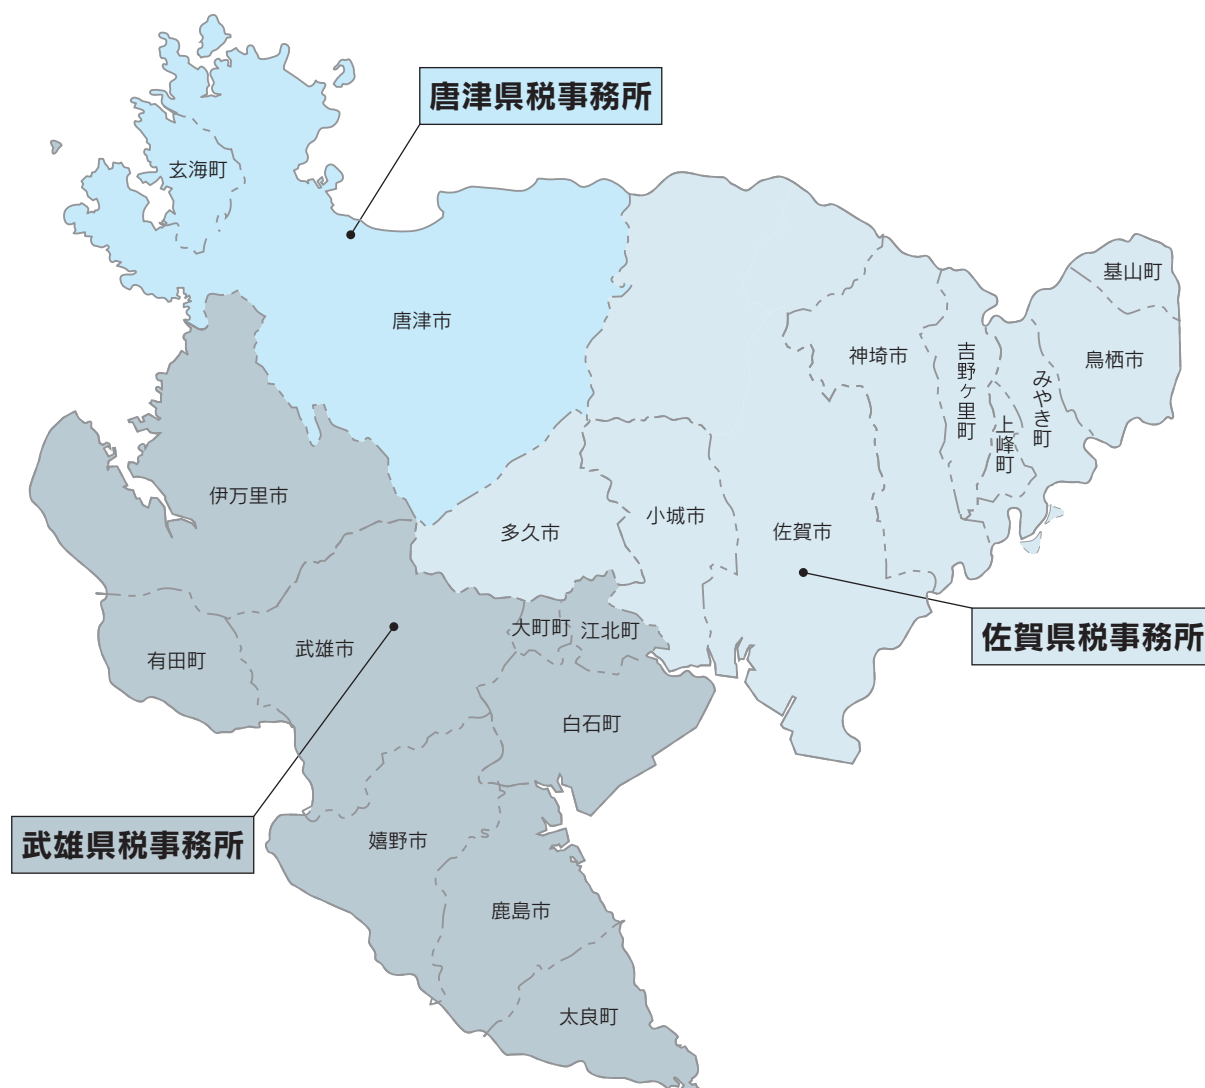 唐津県税事務所
玄海町
基山町
唐津市
神埼市
吉野ヶ里町
みやき町
鳥栖市
上峰町
伊万里市
多久市
小城市
佐賀市
大町町
江北町
佐賀県税事務所
武雄市
有田町
白石町
武雄県税事務所
嬉野市
鹿島市
太良町